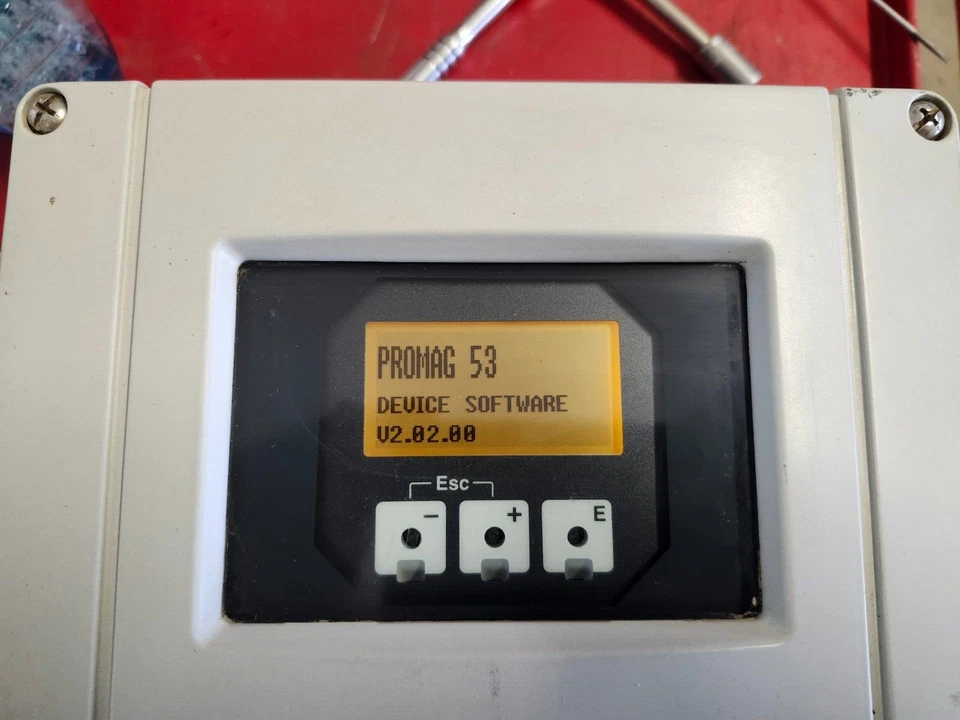 PROMAG 53
DEVICE SOFTWARE
V2.02.00
Esc
- + E